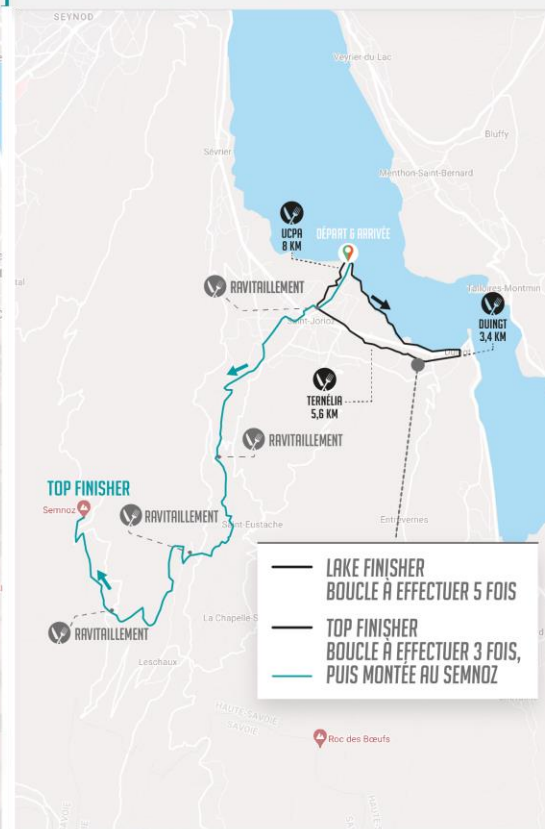 SEYNOD
Veyrier-du-Lac
Bluffy
Sévrier
Menthon-Saint-Bernard
UCPA
8 KM
DÉPART & ARRIVÉE
RAVITAILLEMENT
Talloires-Montmin
DUINGT
3,4 KM
Saint-Jorioz
TERNÉLIA
5,6 KM
RAVITAILLEMENT
TOP FINISHER
Semnoz
RAVITAILLEMENT
Saint Eustache
Entrevernes
LAKE FINISHER
BOUCLE À EFFECTUER 5 FOIS
TOP FINISHER
BOUCLE À EFFECTUER 3 FOIS,
PUIS MONTÉE AU SEMNOZ
La Chapelle S
RAVITAILLEMENT
Leschaux
HAUTE-SAVOIE
SAVOIE
Roc des Bœufs